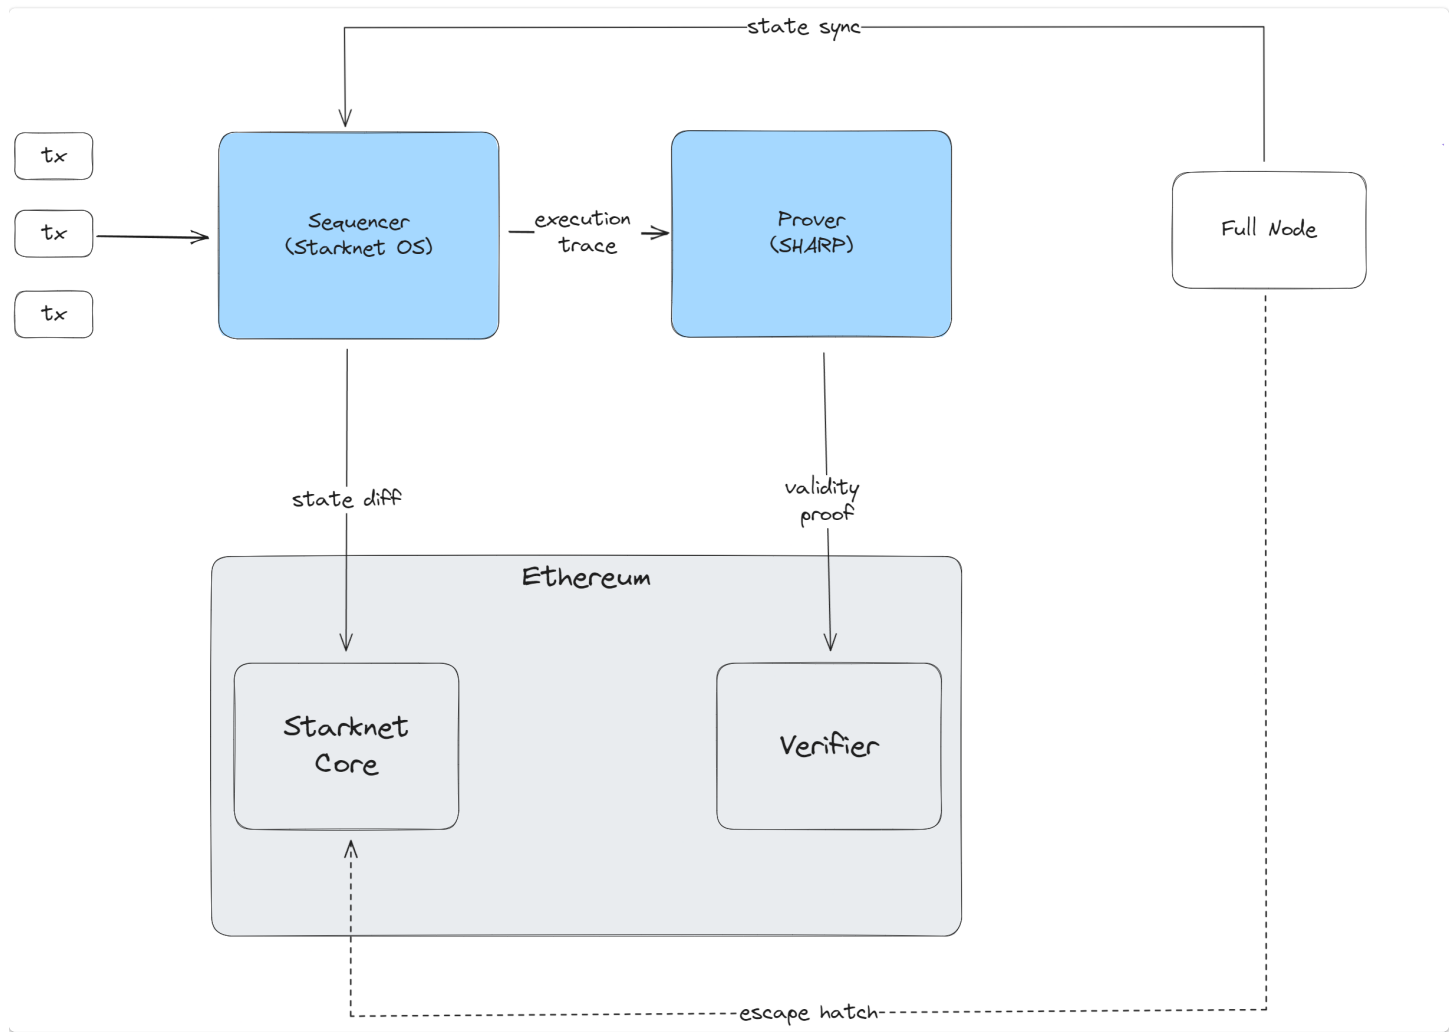 state sync
tx
tx
tx
Sequencer
(Starknet OS)
execution
trace
Prover
(SHARP)
Full Node
state diff
validity
proof
Ethereum
Starknet
Core
Verifier
escape hatch